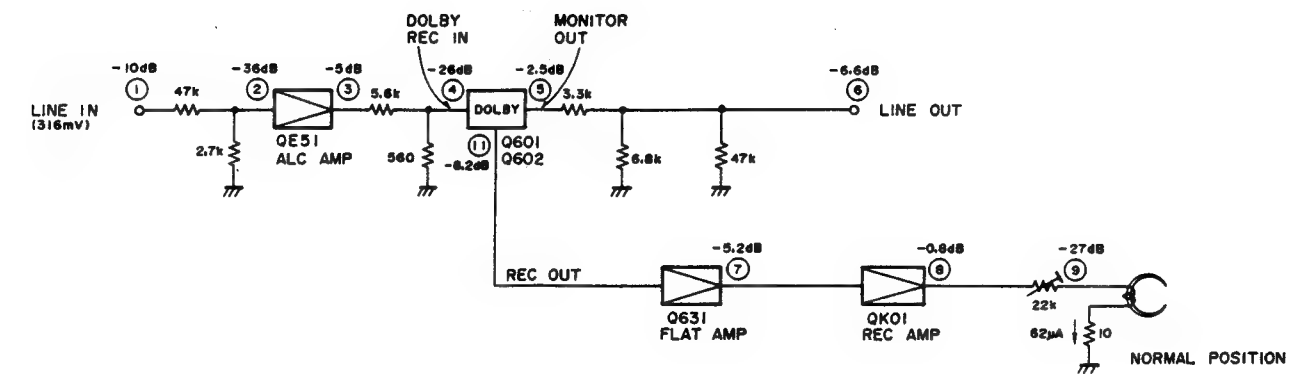 DOLBY
REC IN
MONITOR
OUT
-10dB
-36dB
-5dB
-26dB
-2.5dB
-6.6dB
1
47k
2
3
5.6k
4
5
3.3k
6
LINE IN
(316mV)
DOLBY
LINE OUT
2.7k
QE51
ALC AMP
560
11
-8.2dB
Q601
Q602
6.8k
47k
-5.2dB
-0.8dB
-27dB
7
8
9
REC OUT
22k
Q631
FLAT AMP
QK01
REC AMP
62μA
10
NORMAL POSITION